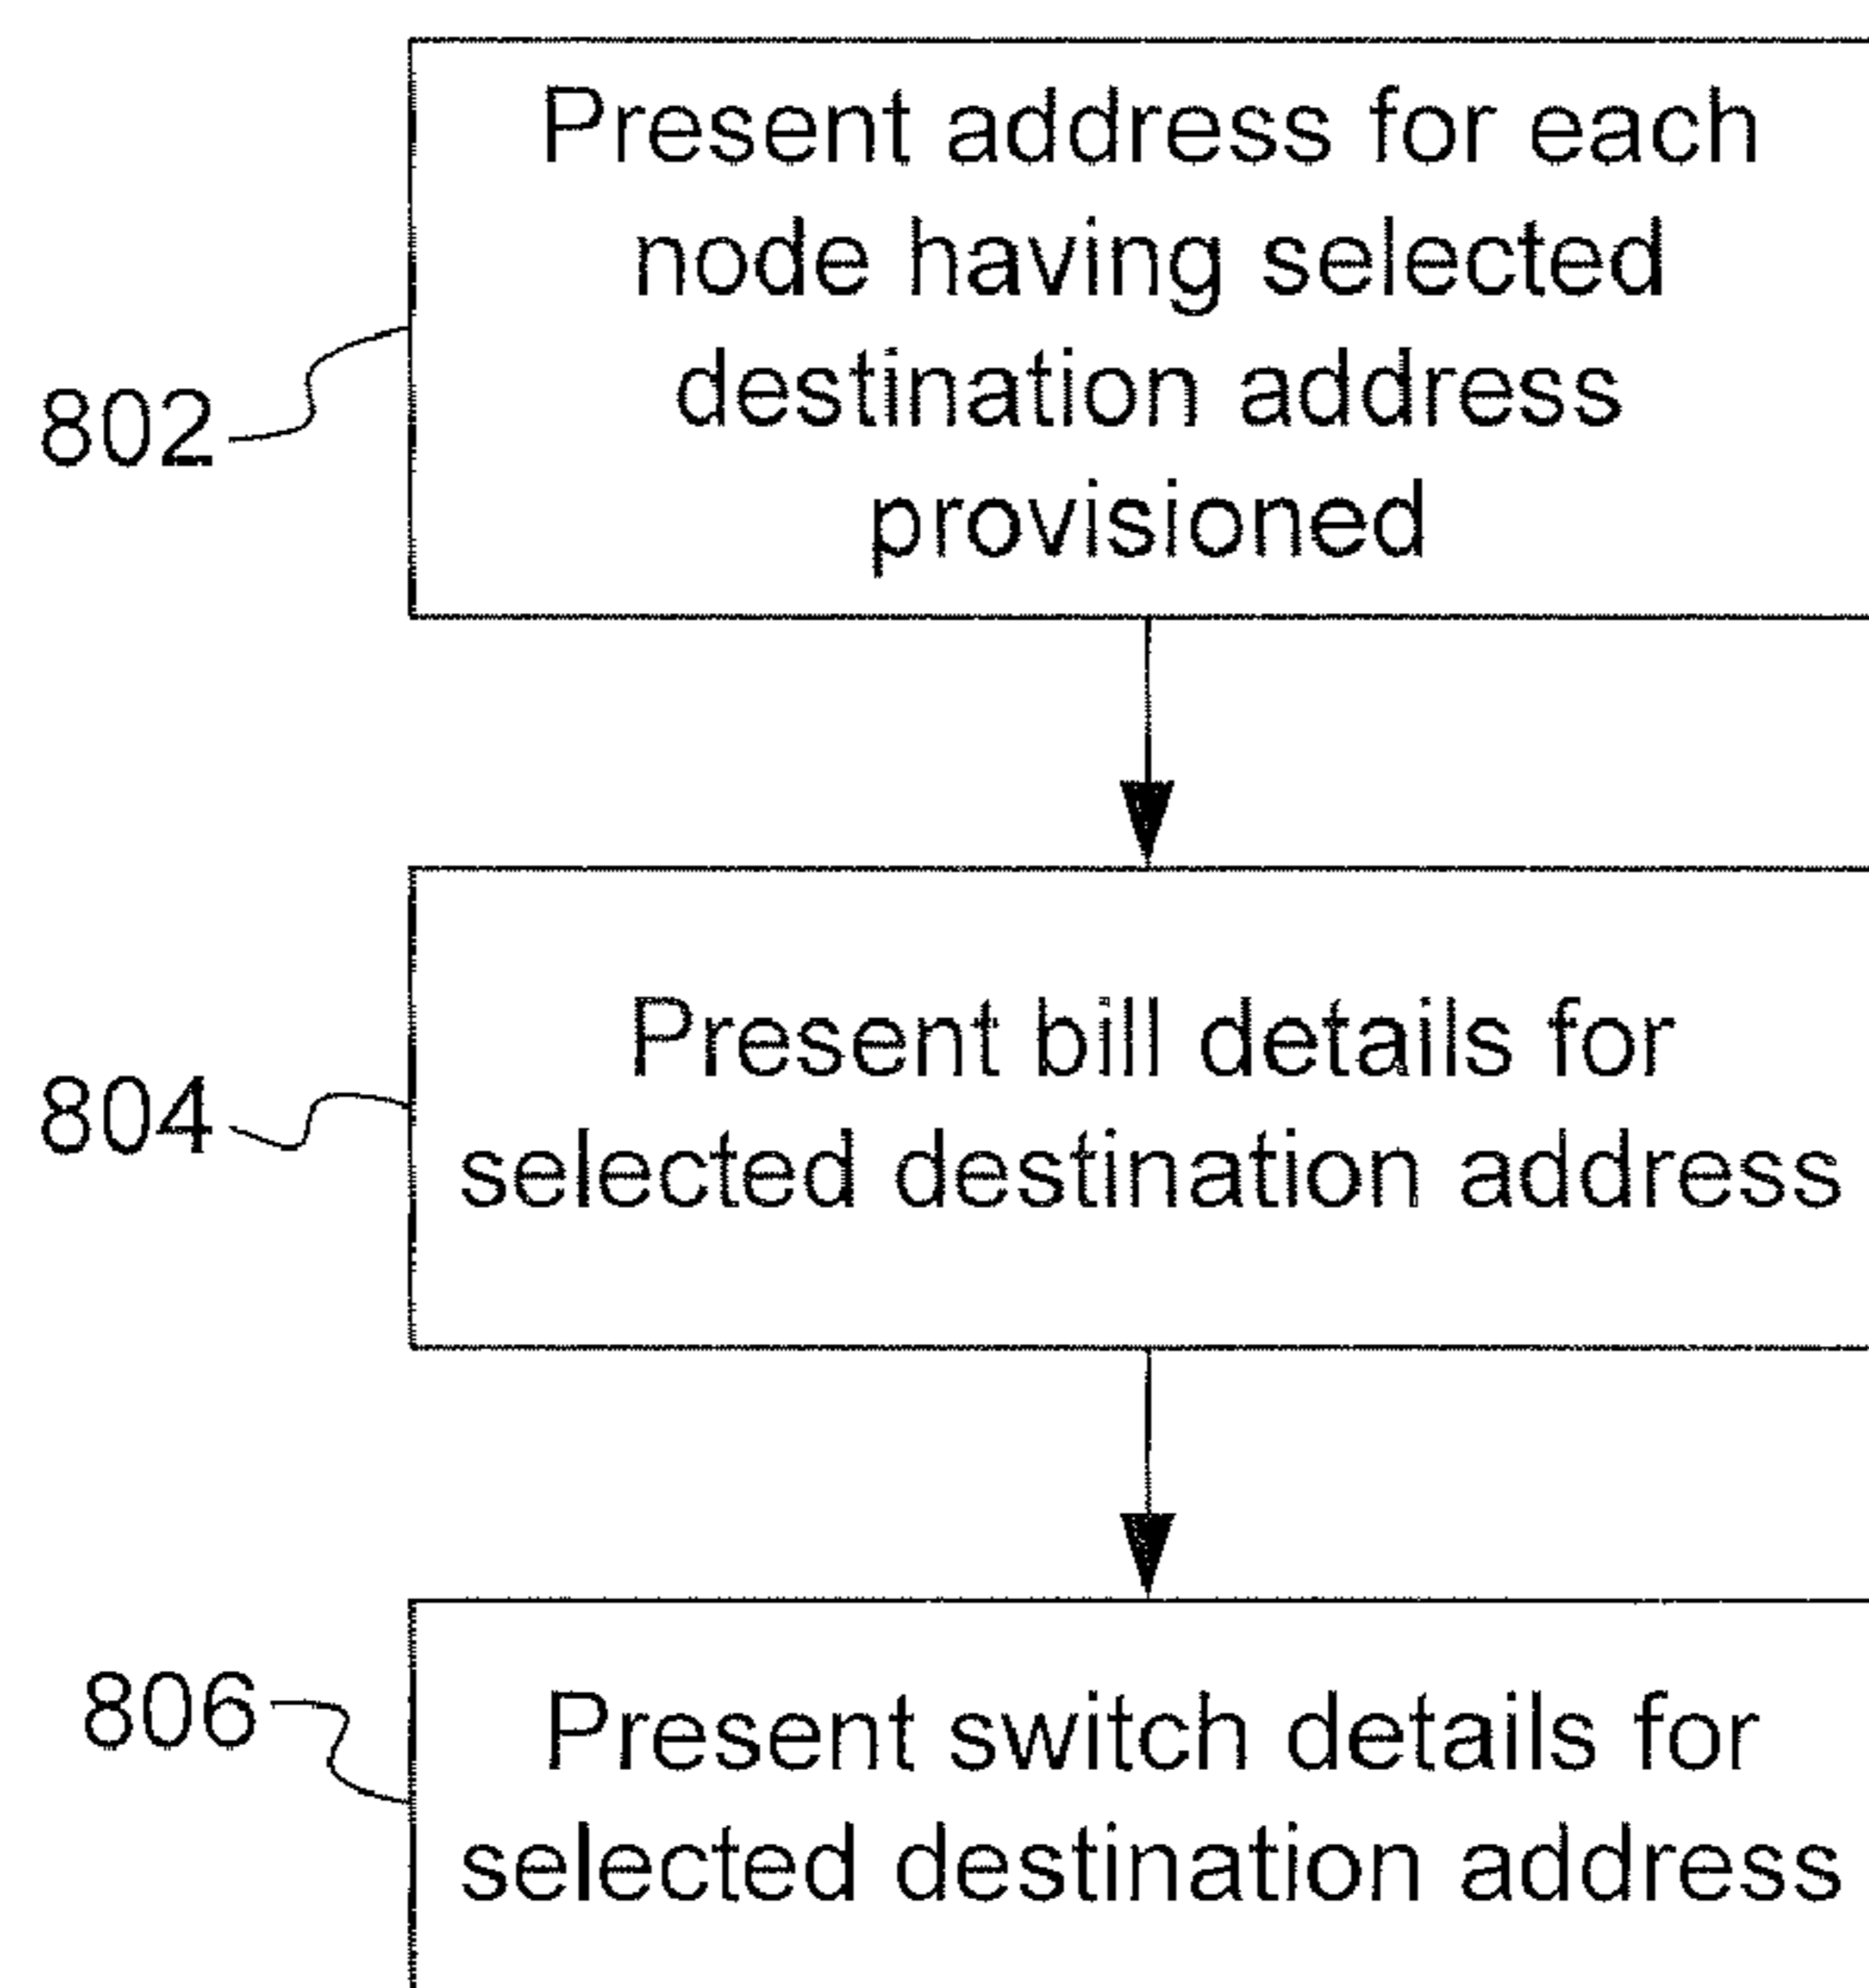 Present address for each
node having selected
destination address
provisioned
802
Present bill details for
selected destination address
804
Present switch details for
selected destination address
806